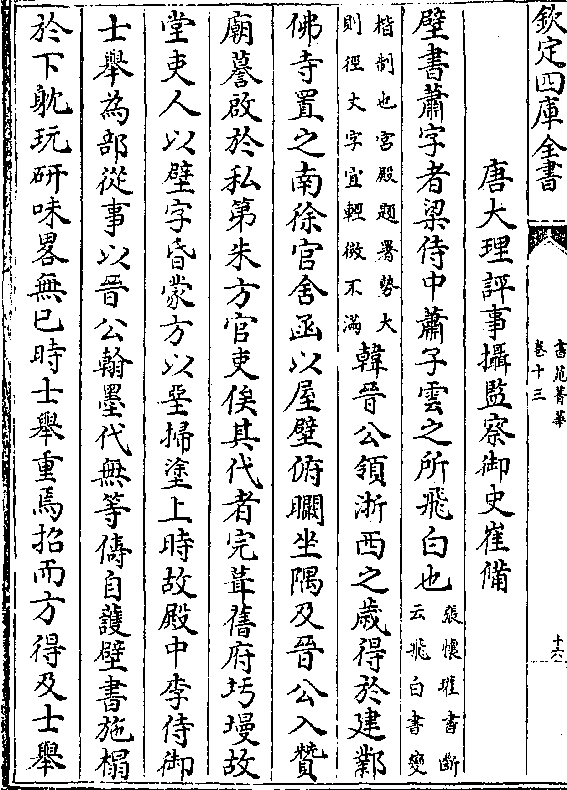 欽定四庫全書
書苑菁華
卷十三
十六
唐大理評事攝監察御史崔備
壁書蕭字者梁侍中蕭子雲之所飛白也張懷瓘書斷
云飛白書變
楷制也宮殿題署勢大
則徑丈字宜輕微不滿韓晉公領浙西之歲得於建鄴
佛寺置之南徐官舍函以屋壁俯瞯坐隅及晉公入贊
廟謩啟於私第朱方官吏俟其代者完葺舊府圬墁故
堂吏人以壁字昏蒙方以堊掃塗上時故殿中李侍御
士舉為部從事以晉公翰墨代無等儔自護壁書施榻
於下躭玩研味畧無已時士舉重焉招而方得及士舉